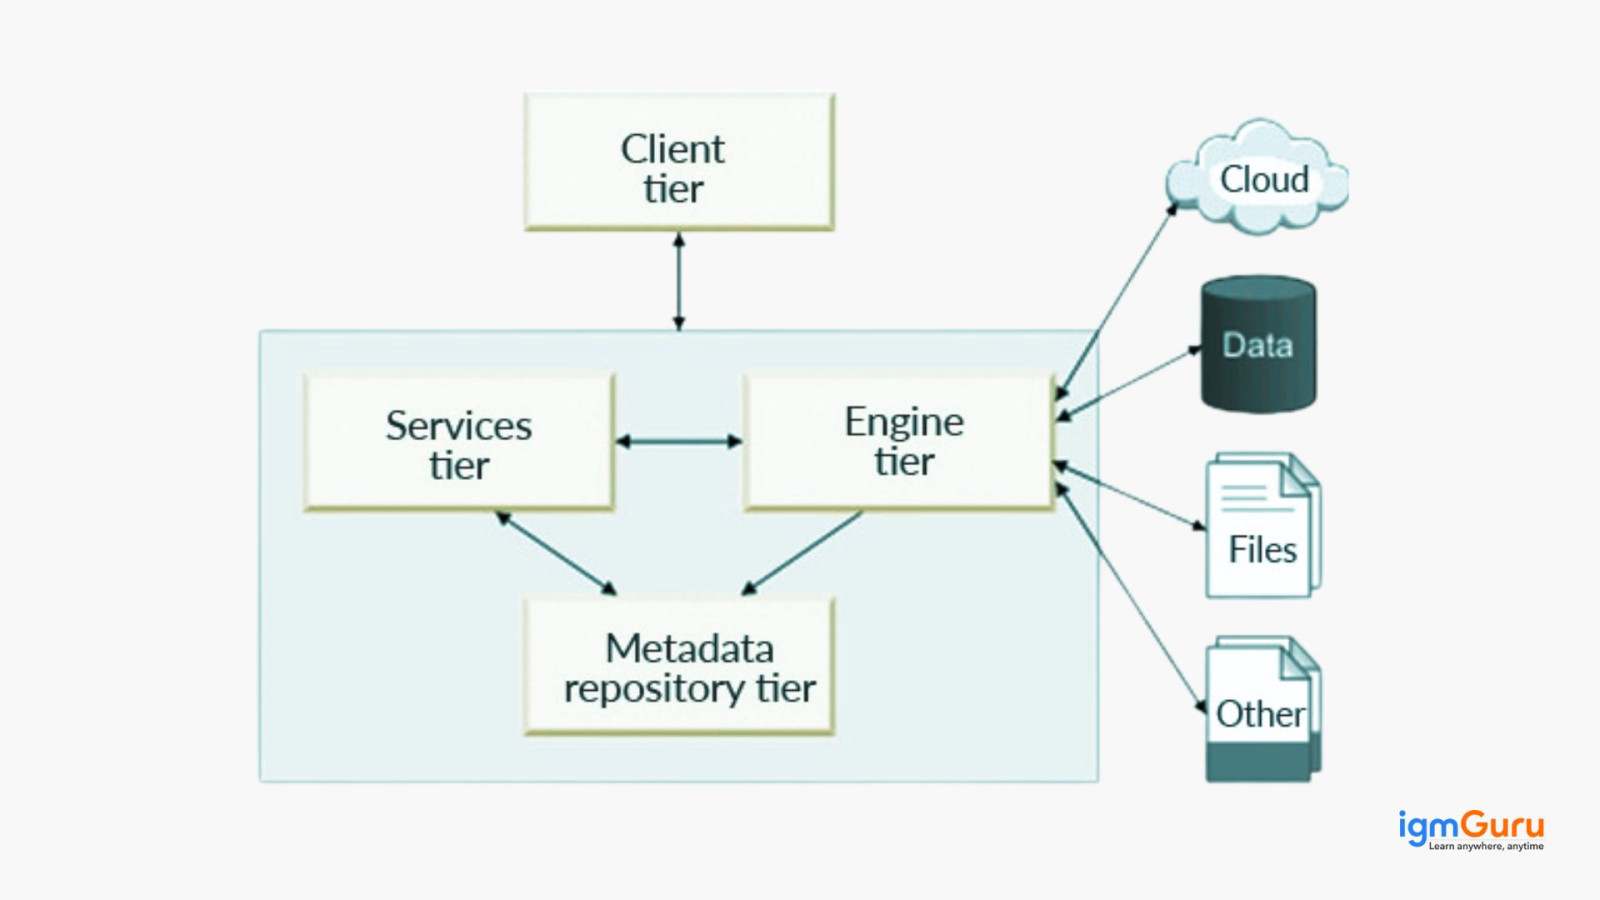 Client
tier
Cloud
Data
Services
tier
Engine
tier
Files
Metadata
repository tier
Other
igmGuru
Learn anywhere, anytime